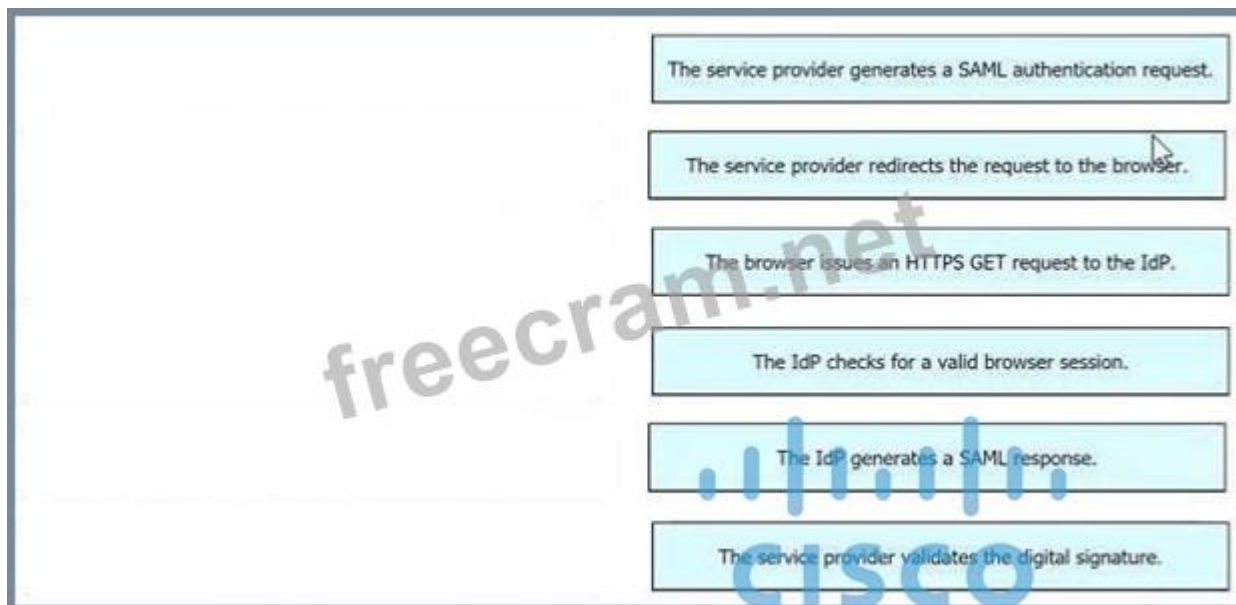 The service provider generates a SAML authentication request.
The service provider redirects the request to the browser.
The browser issues an HTTPS GET request to the IdP.
freecram.net
The IdP checks for a valid browser session.
The IdP generates a SAML response.
The service provider validates the digital signature.
CISCO